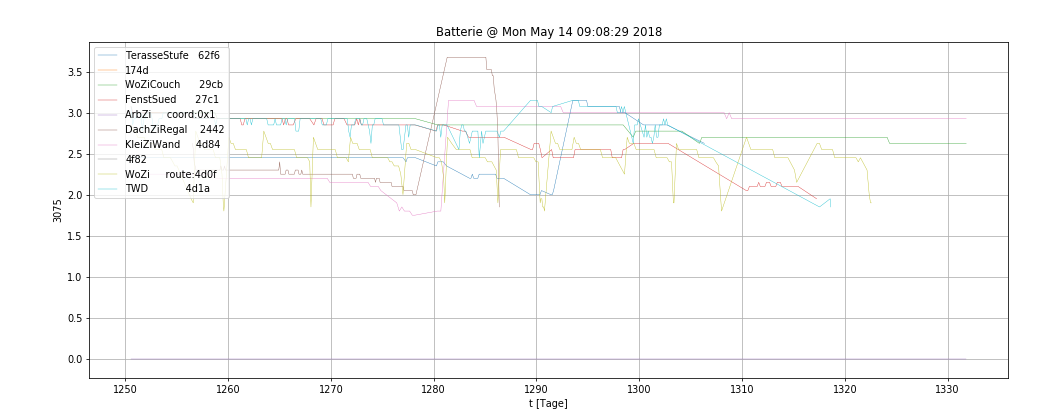 Batterie @ Mon May 14 09:08:29 2018
TerasseStufe 62f6
174d
WoZiCouch 29cb
FenstSued 27c1
ArbZi coord:0x1
DachZiRegal 2442
KleiZiWand 4d84
4f82
WoZi route:4d0f
TWD 4d1a
3.5
3.0
2.5
2.0
1.5
1.0
0.5
0.0
3075
1250 1260 1270 1280 1290 1300 1310 1320 1330
t [Tage]